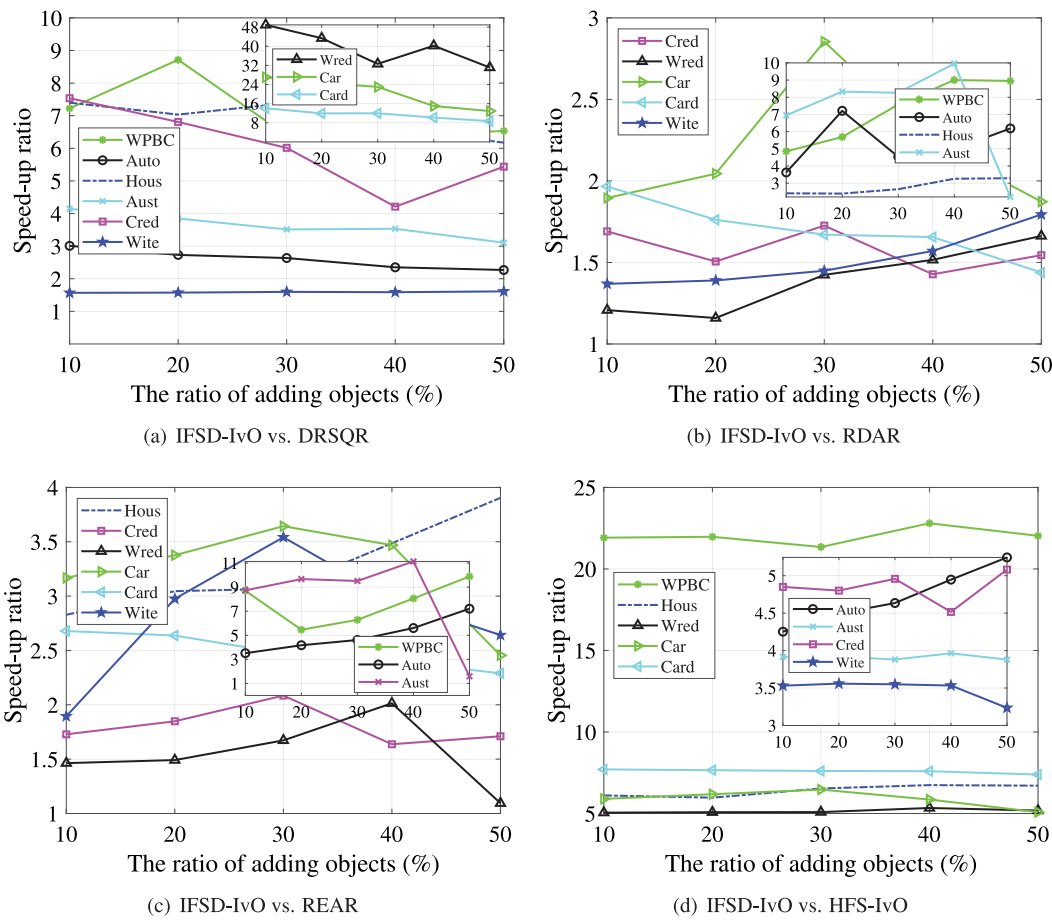 10
9
8
7
6
5
4
3
2
1
Speed-up ratio
48
40
32
24
16
8
10 20 30 40 50
Wred
Car
Card
WPBC
Auto
Hous
Aust
Cred
Wite
10 20 30 40 50
The ratio of adding objects (%)
(a) IFSD-IvO vs. DRSQR
3
2.5
2
1.5
1
Speed-up ratio
Cred
Wred
Car
Card
Wite
10
9
8
7
6
5
4
3
10 20 30 40 50
WPBC
Auto
Hous
Aust
10 20 30 40 50
The ratio of adding objects (%)
(b) IFSD-IvO vs. RDAR
4
3.5
3
2.5
2
1.5
1
Speed-up ratio
Hous
Cred
Wred
Car
Card
Wite
11
9
7
5
3
1
10 20 30 40 50
WPBC
Auto
Aust
10 20 30 40 50
The ratio of adding objects (%)
(c) IFSD-IvO vs. REAR
25
20
15
10
5
Speed-up ratio
WPBC
Hous
Wred
Car
Card
5
4.5
4
3.5
3
10 20 30 40 50
Auto
Aust
Cred
Wite
10 20 30 40 50
The ratio of adding objects (%)
(d) IFSD-IvO vs. HFS-IvO